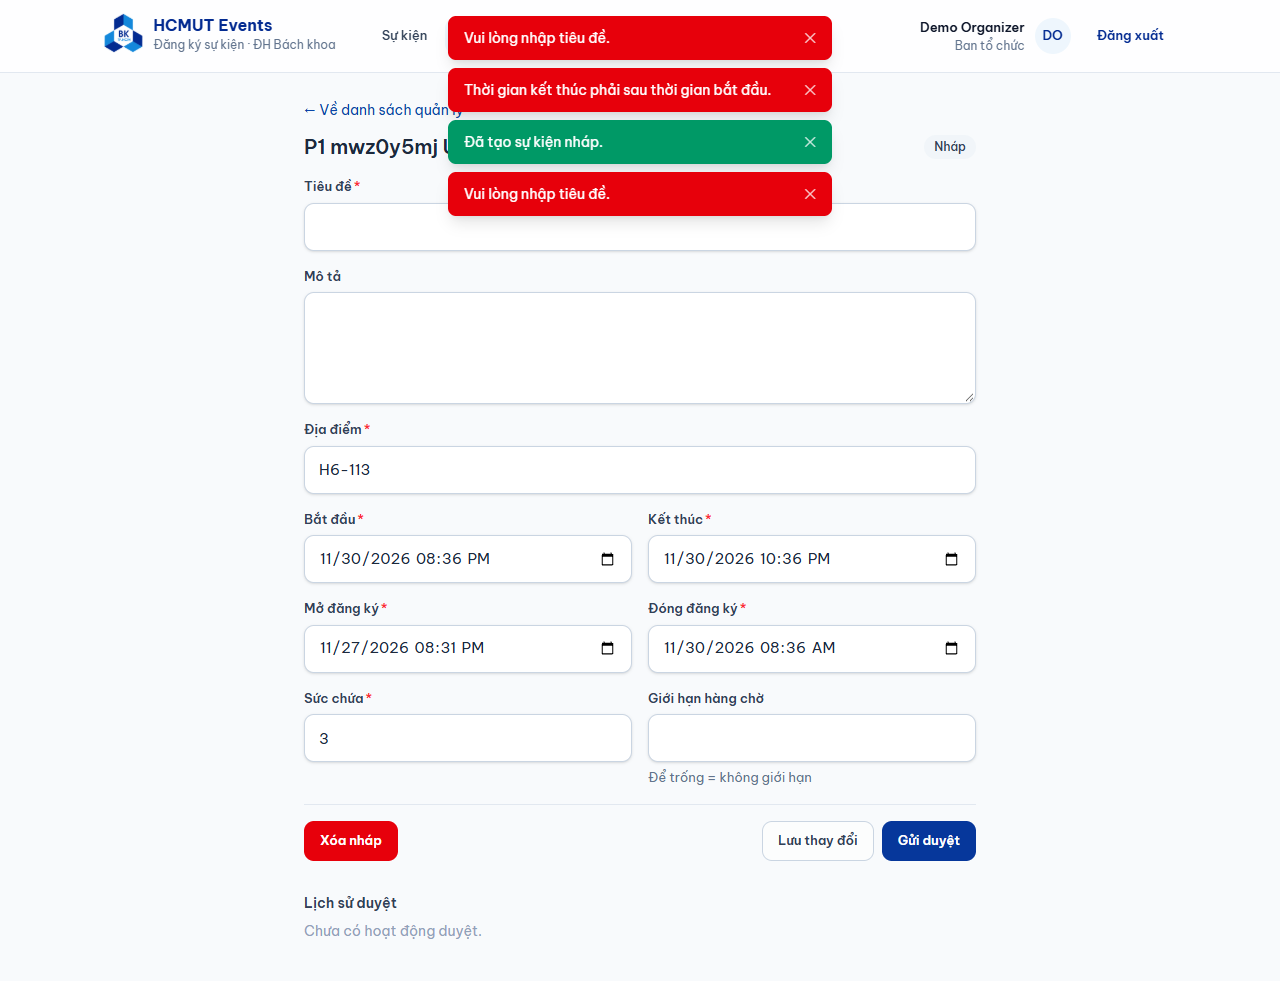 HCMUT Events
Đăng ký sự kiện · ĐH Bách khoa
BK
Sự kiện
Demo Organizer
Ban tổ chức
DO
Đăng xuất
Vui lòng nhập tiêu đề.
Thời gian kết thúc phải sau thời gian bắt đầu.
Đã tạo sự kiện nháp.
Vui lòng nhập tiêu đề.
← Về danh sách quản lý
P1 mwz0y5mj
Nháp
Tiêu đề *
Mô tả
Địa điểm *
H6-113
Bắt đầu *
Kết thúc *
11/30/2026 08:36 PM
11/30/2026 10:36 PM
Mở đăng ký *
Đóng đăng ký *
11/27/2026 08:31 PM
11/30/2026 08:36 AM
Sức chứa *
Giới hạn hàng chờ
3
Để trống = không giới hạn
Xóa nháp
Lưu thay đổi
Gửi duyệt
Lịch sử duyệt
Chưa có hoạt động duyệt.